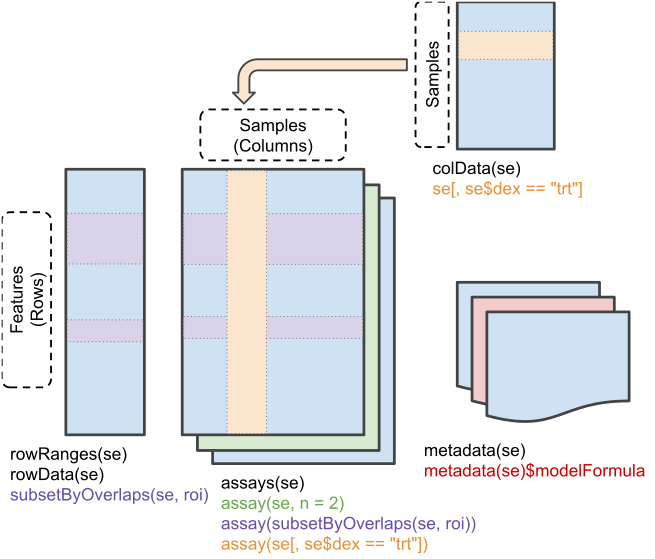 Samples
Samples
(Columns)
colData(se)
se[, se$dex == "trt"]
Features
(Rows)
rowRanges(se)
rowData(se)
subsetByOverlaps(se, roi)
assays(se)
assay(se, n = 2)
assay(subsetByOverlaps(se, roi))
assay(se[, se$dex == "trt"])
metadata(se)
metadata(se)$modelFormula